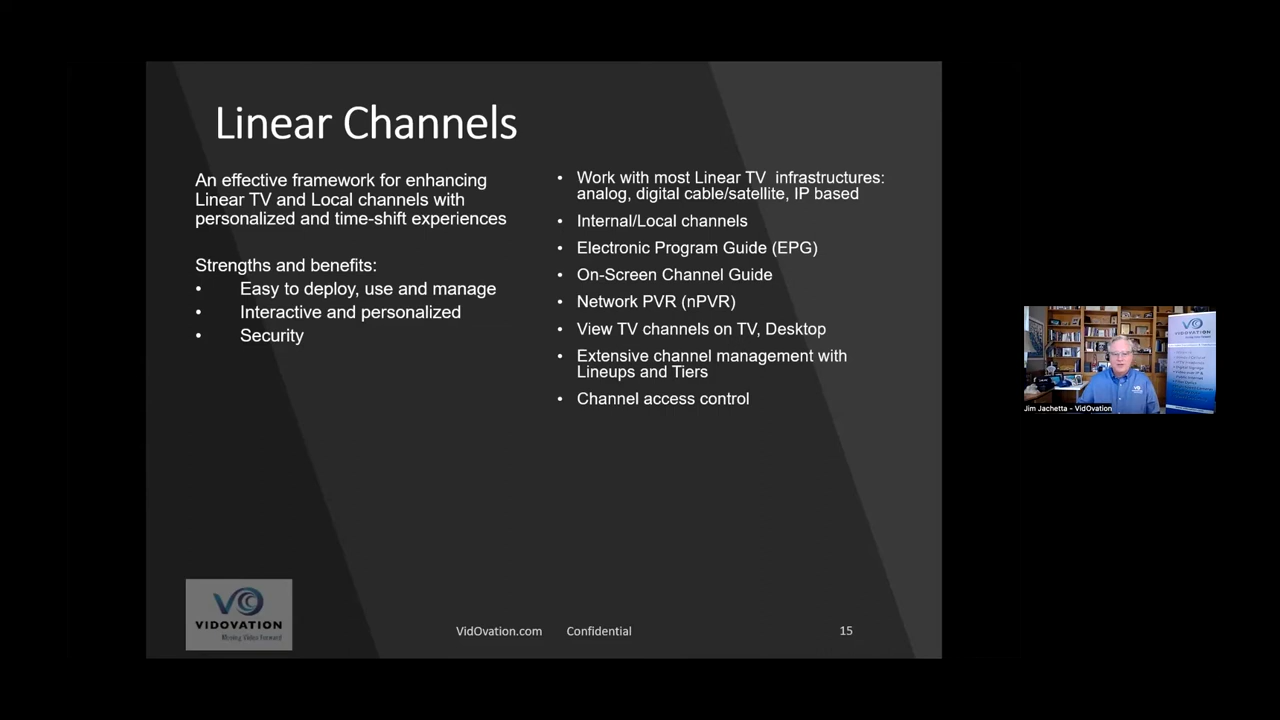 Linear Channels
An effective framework for enhancing
Linear TV and Local channels with
personalized and time-shift experiences
Strengths and benefits:
• Easy to deploy, use and manage
• Interactive and personalized
• Security
• Work with most Linear TV infrastructures:
analog, digital cable/satellite, IP based
• Internal/Local channels
• Electronic Program Guide (EPG)
• On-Screen Channel Guide
• Network PVR (nPVR)
• View TV channels on TV, Desktop
• Extensive channel management with
Lineups and Tiers
• Channel access control
VIDOVATION
Moving Video Forward
VidOvation.com Confidential
15
VIDOVATION
Jim Jachetta - VidOvation